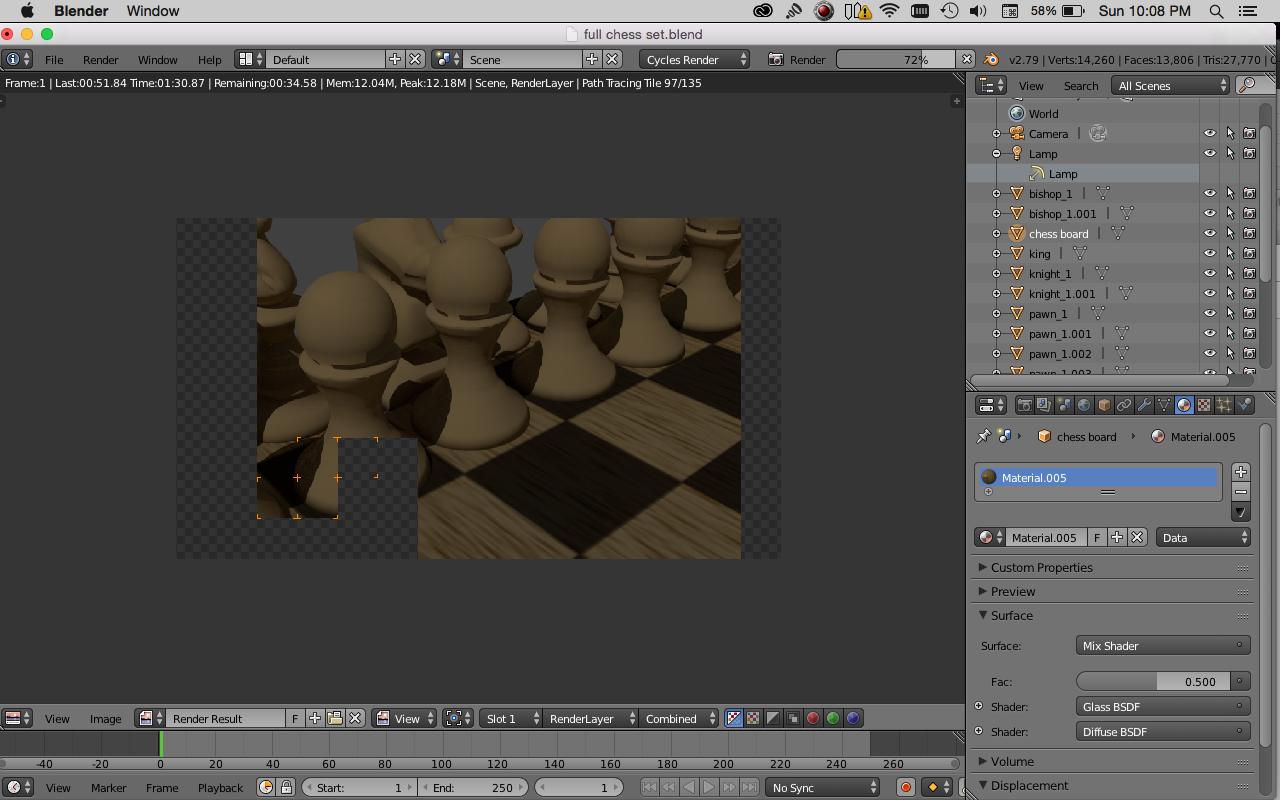 Blender Window 58% Sun 10:08 PM
full chess set.blend
File Render Window Help Default Scene Cycles Render Render 72% v2.79 | Verts:14,260 | Faces:13,806 | Tris:27,770 |
Frame:1 | Last:00:51.84 Time:01:30.87 | Remaining:00:34.58 | Mem:12.04M, Peak:12.18M | Scene, RenderLayer | Path Tracing Tile 97/135
View Search All Scenes
World
Camera
Lamp
Lamp
bishop_1
bishop_1.001
chess board
king
knight_1
knight_1.001
pawn_1
pawn_1.001
pawn_1.002
pawn_1.003
chess board Material.005
Material.005
Material.005 F Data
Custom Properties
Preview
Surface
Surface: Mix Shader
Fac: 0.500
Shader: Glass BSDF
Shader: Diffuse BSDF
Volume
Displacement
View Image Render Result F View Slot 1 RenderLayer Combined
-40 -20 0 20 40 60 80 100 120 140 160 180 200 220 240 260
View Marker Frame Playback Start: 1 End: 250 1 No Sync